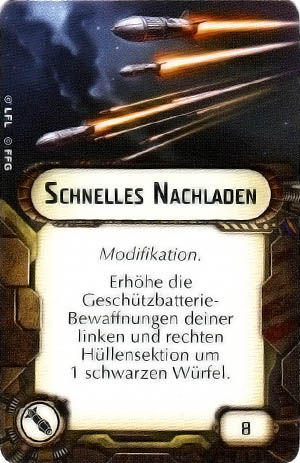 © LFL © FFG
SCHNELLES NACHLADEN
Modifikation.
Erhöhe die
Geschützbatterie-
Bewaffnungen deiner
linken und rechten
Hüllensektion um
1 schwarzen Würfel.
8